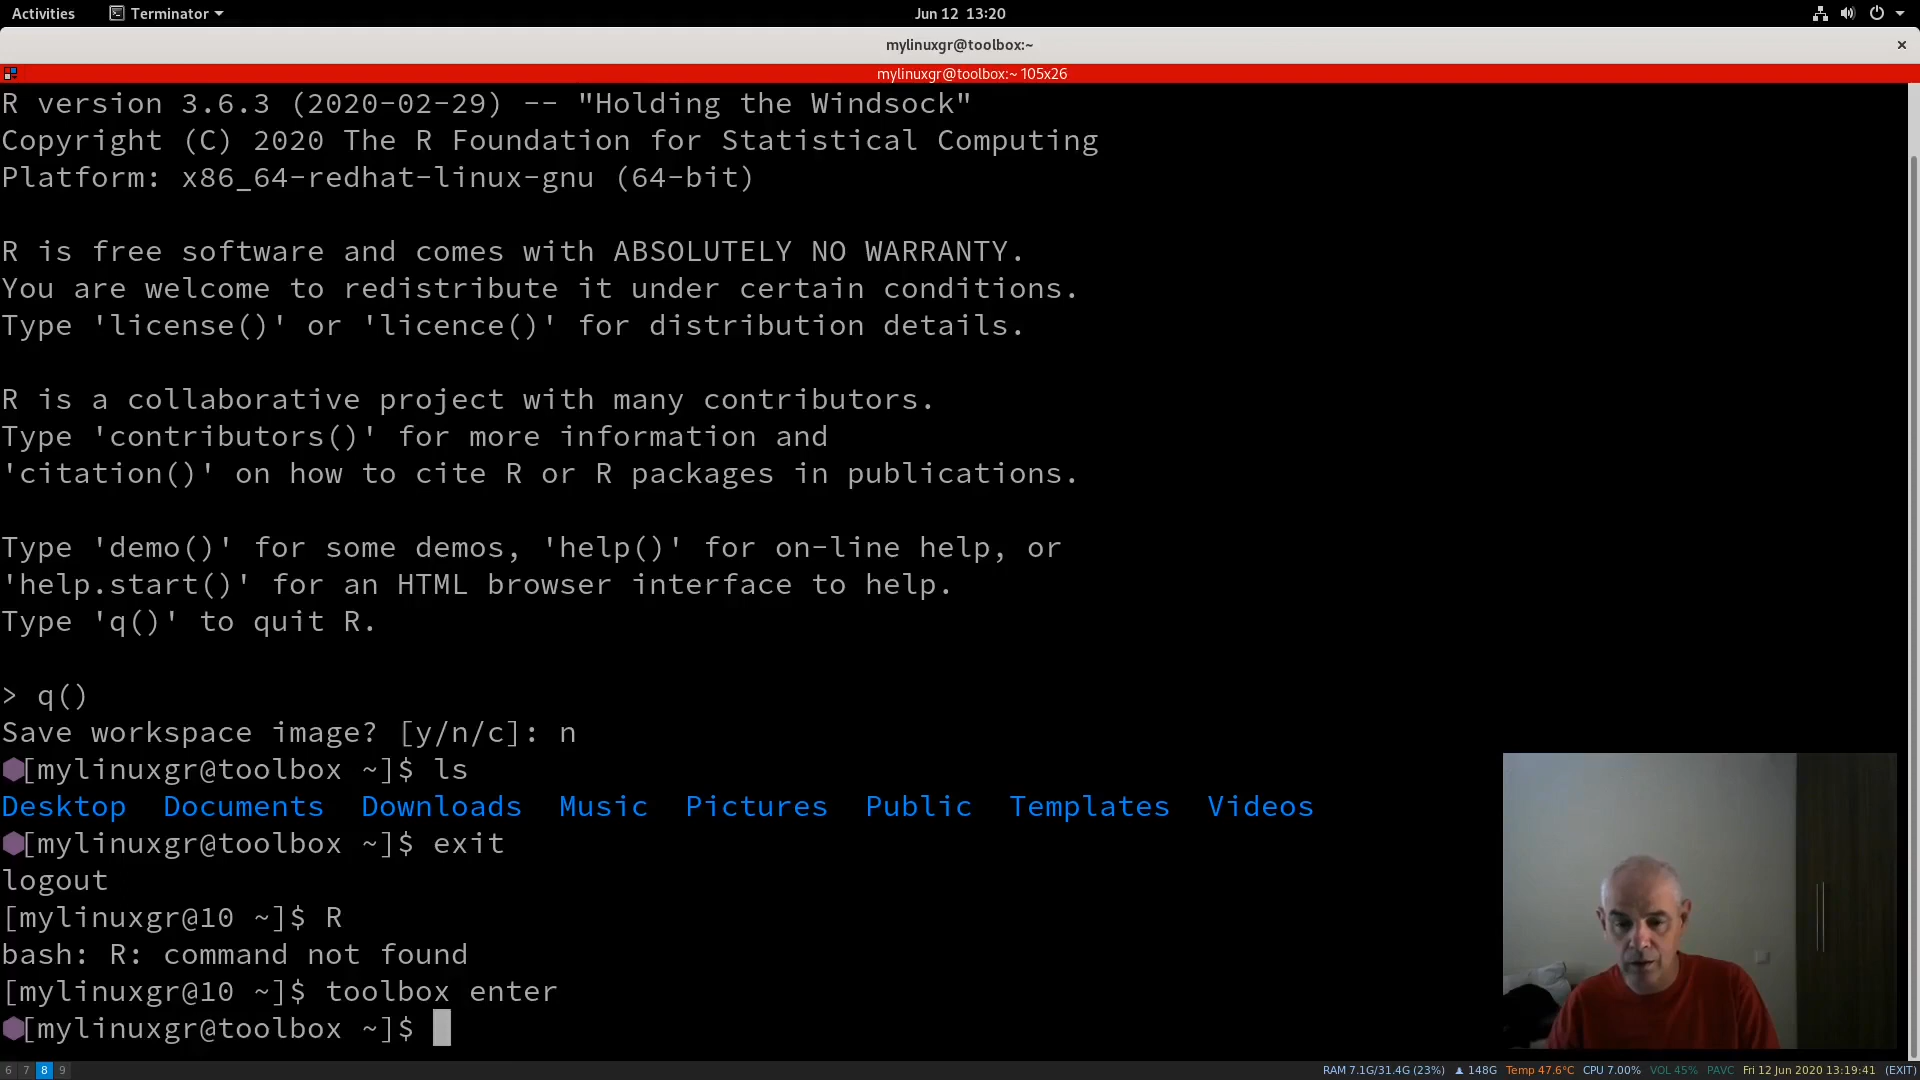 Activities Terminator Jun 12 13:20
mylinuxgr@toolbox:~
mylinuxgr@toolbox:~ 105x26
R version 3.6.3 (2020-02-29) -- "Holding the Windsock"
Copyright (C) 2020 The R Foundation for Statistical Computing
Platform: x86_64-redhat-linux-gnu (64-bit)
R is free software and comes with ABSOLUTELY NO WARRANTY.
You are welcome to redistribute it under certain conditions.
Type 'license()' or 'licence()' for distribution details.
R is a collaborative project with many contributors.
Type 'contributors()' for more information and
'citation()' on how to cite R or R packages in publications.
Type 'demo()' for some demos, 'help()' for on-line help, or
'help.start()' for an HTML browser interface to help.
Type 'q()' to quit R.
> q()
Save workspace image? [y/n/c]: n
[mylinuxgr@toolbox ~]$ ls
Desktop Documents Downloads Music Pictures Public Templates Videos
[mylinuxgr@toolbox ~]$ exit
logout
[mylinuxgr@10 ~]$ R
bash: R: command not found
[mylinuxgr@10 ~]$ toolbox enter
[mylinuxgr@toolbox ~]$
6 7 8 9 RAM 7.1G/31.4G (23%) 148G Temp 47.6°C CPU 7.00% VOL 45% PAVC Fri 12 Jun 2020 13:19:41 (EXIT)